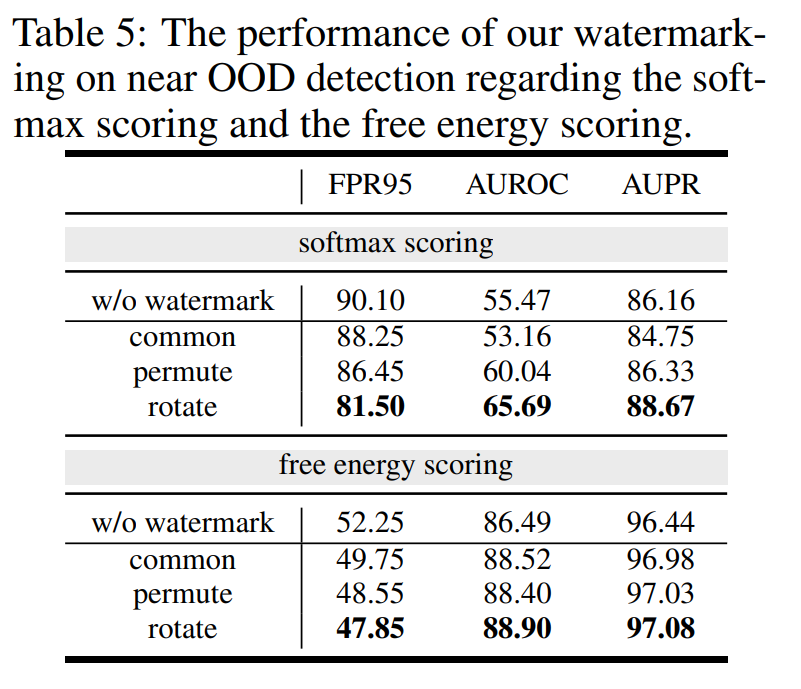 Table 5: The performance of our watermark-
ing on near OOD detection regarding the soft-
max scoring and the free energy scoring.
FPR95 AUROC AUPR
softmax scoring
w/o watermark 90.10 55.47 86.16
common 88.25 53.16 84.75
permute 86.45 60.04 86.33
rotate 81.50 65.69 88.67
free energy scoring
w/o watermark 52.25 86.49 96.44
common 49.75 88.52 96.98
permute 48.55 88.40 97.03
rotate 47.85 88.90 97.08